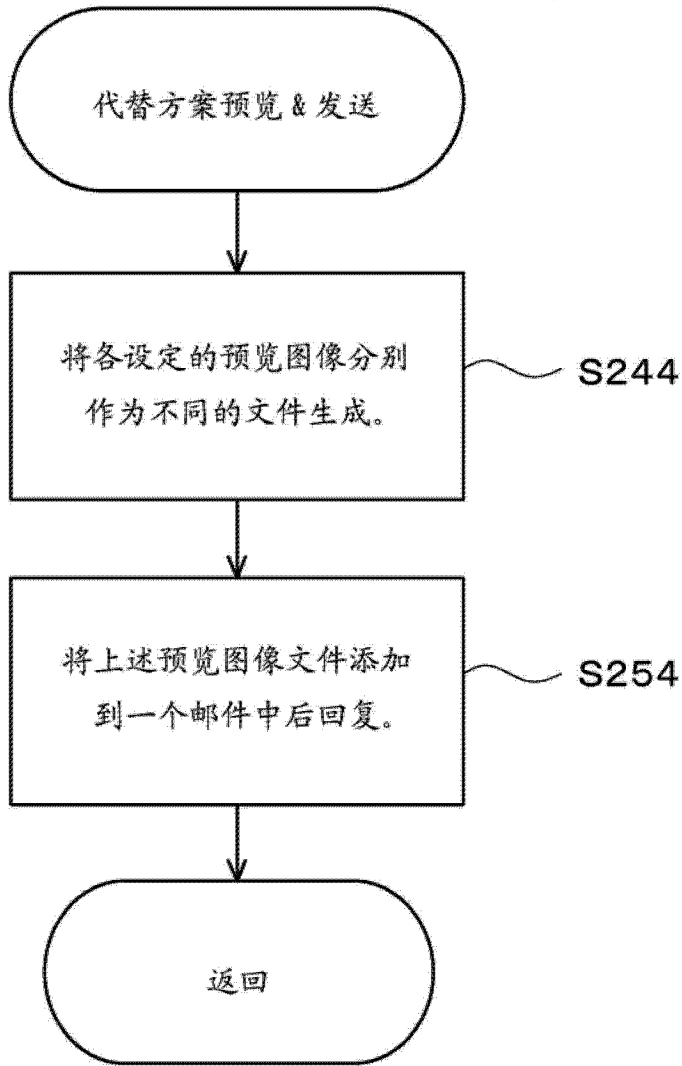 代替方案预览 & 发送
将各设定的预览图像分别
作为不同的文件生成。
S244
将上述预览图像文件添加
到一个邮件中后回复。
S254
返回